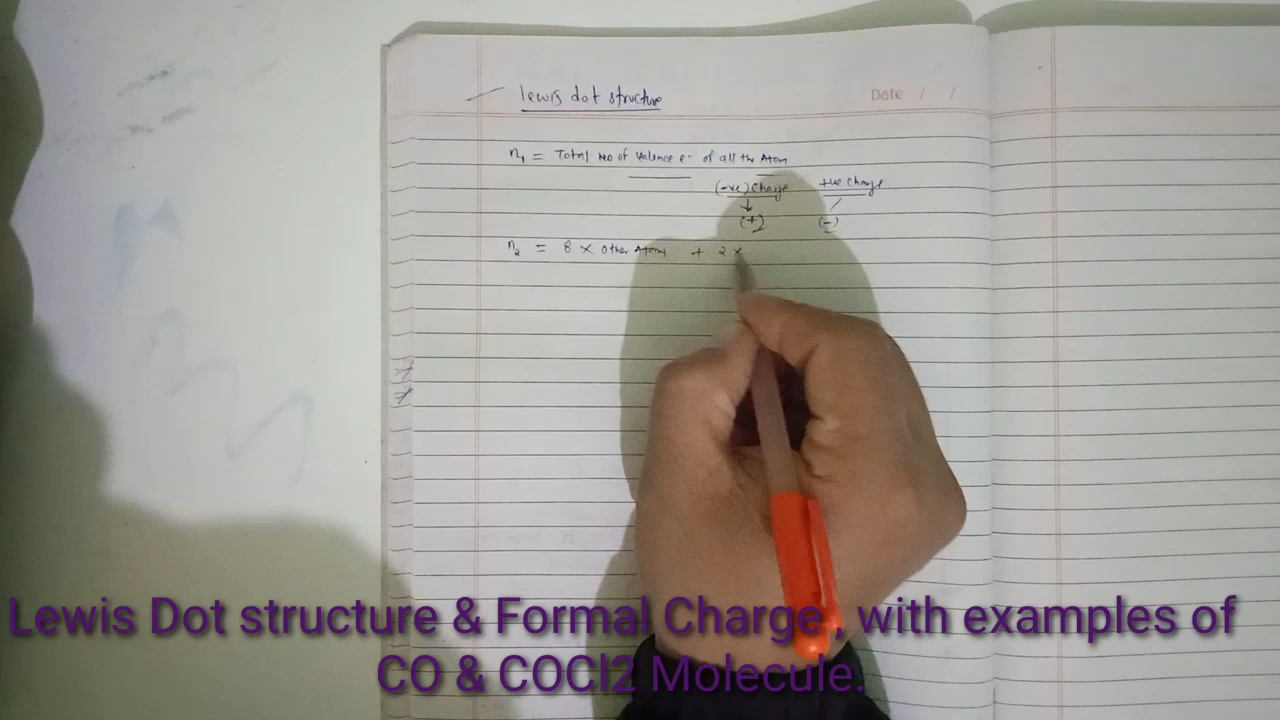 Lewis dot structure
Date / /
n₁ = Total No of Valence e⁻ of all the Atom
(-ve) Charge +ve Charge
(+) (-)
n₂ = 8 × Other Atoms + 2 ×
Lewis Dot structure & Formal Charge , with examples of
CO & COCl2 Molecule.